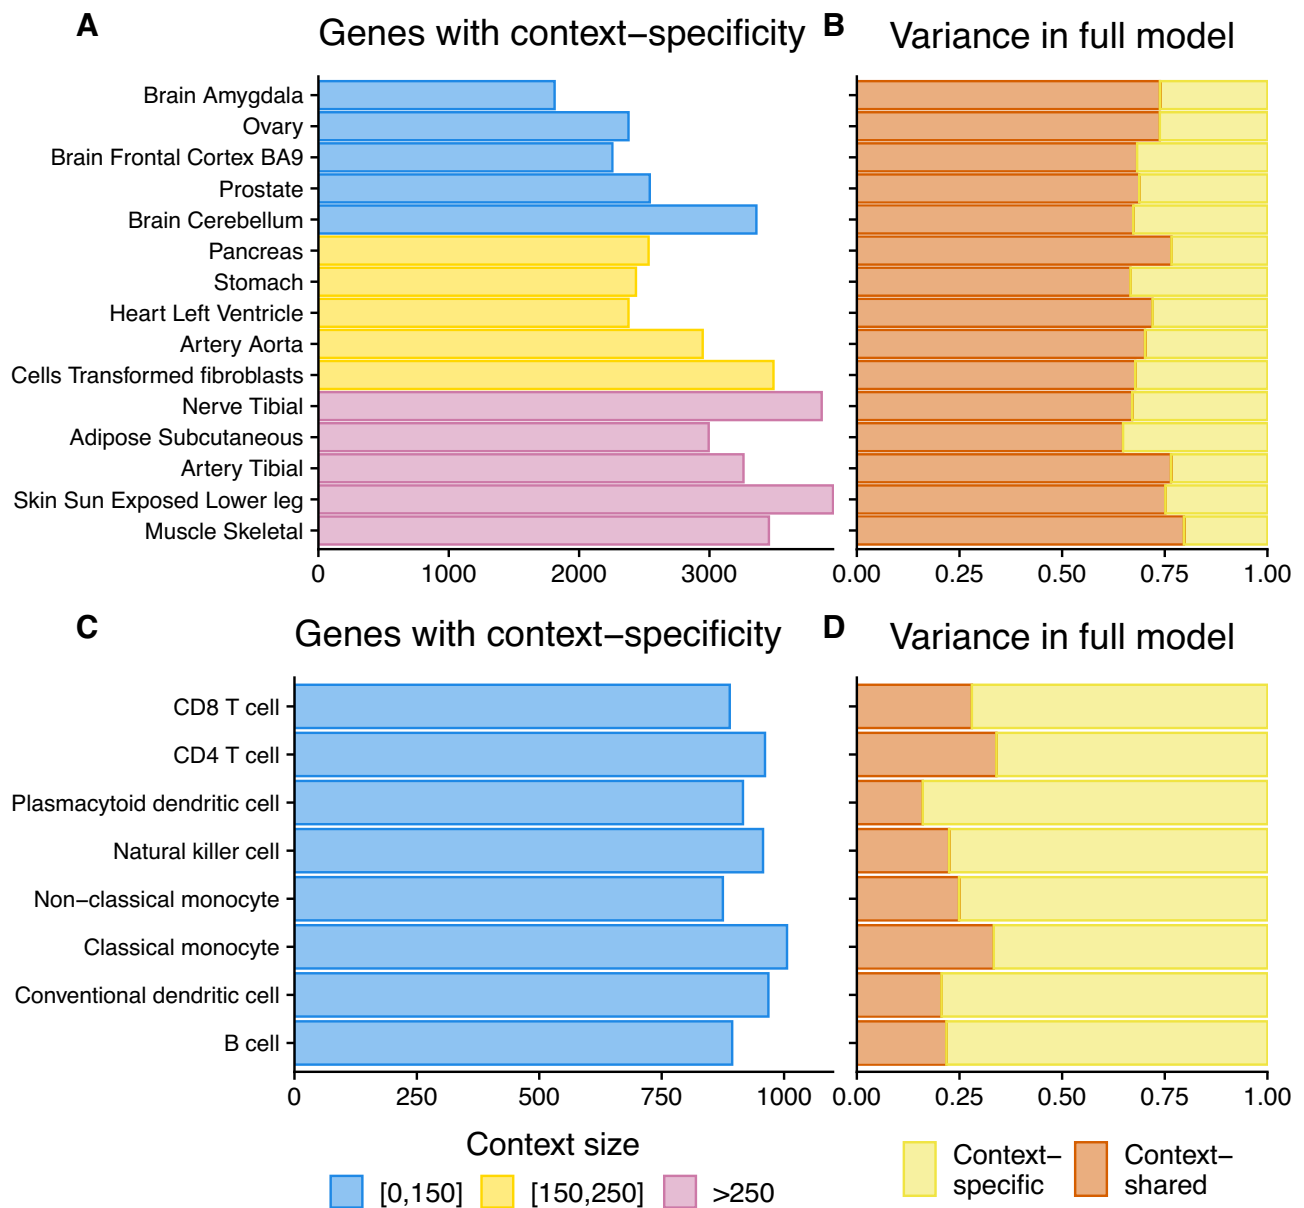 A
Genes with context−specificity
B
Variance in full model
Brain Amygdala
Ovary
Brain Frontal Cortex BA9
Prostate
Brain Cerebellum
Pancreas
Stomach
Heart Left Ventricle
Artery Aorta
Cells Transformed fibroblasts
Nerve Tibial
Adipose Subcutaneous
Artery Tibial
Skin Sun Exposed Lower leg
Muscle Skeletal
0 1000 2000 3000
0.00 0.25 0.50 0.75 1.00
C
Genes with context−specificity
D
Variance in full model
CD8 T cell
CD4 T cell
Plasmacytoid dendritic cell
Natural killer cell
Non−classical monocyte
Classical monocyte
Conventional dendritic cell
B cell
0 250 500 750 1000
0.00 0.25 0.50 0.75 1.00
Context size
[0,150] [150,250] >250
Context−
specific
Context−
shared